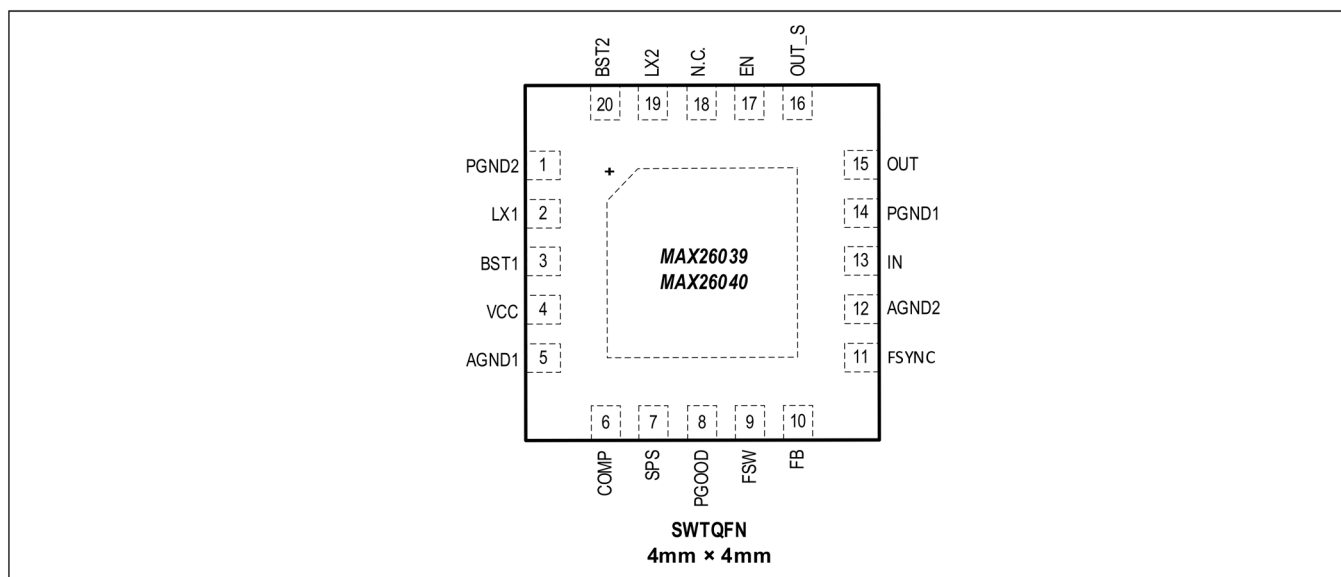 BST2 LX2 N.C. EN OUT_S
20 19 18 17 16
PGND2 1 + 15 OUT
LX1 2 14 PGND1
BST1 3 MAX26039 13 IN
MAX26040
VCC 4 12 AGND2
AGND1 5 11 FSYNC
6 7 8 9 10
COMP SPS PGOOD FSW FB
SWTQFN
4mm × 4mm